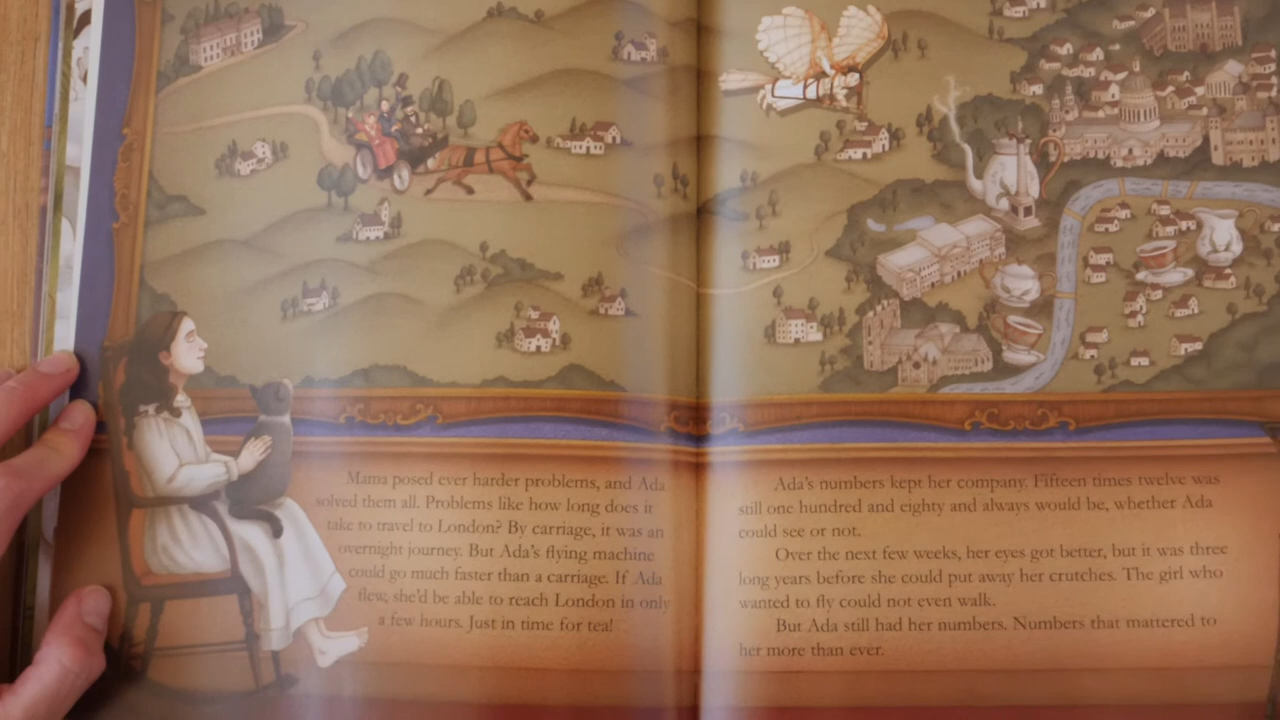 Mama posed ever harder problems, and Ada
solved them all. Problems like how long does it
take to travel to London? By carriage, it was an
overnight journey. But Ada's flying machine
could go much faster than a carriage. If Ada
flew, she'd be able to reach London in only
a few hours. Just in time for tea!
Ada's numbers kept her company. Fifteen times twelve was
still one hundred and eighty and always would be, whether Ada
could see or not.
Over the next few weeks, her eyes got better, but it was three
long years before she could put away her crutches. The girl who
wanted to fly could not even walk.
But Ada still had her numbers. Numbers that mattered to
her more than ever.